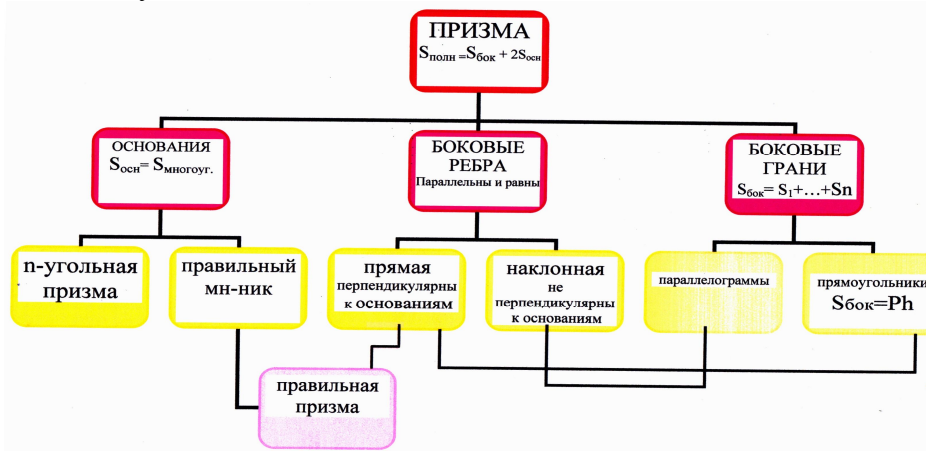 ПРИЗМА
Sполн =Sбок + 2Sосн
ОСНОВАНИЯ
Sосн= Sмногоуг.
БОКОВЫЕ
РЕБРА
Параллельны и равны
БОКОВЫЕ
ГРАНИ
Sбок= S1+...+Sn
n-угольная
призма
правильный
мн-ник
прямая
перпендикулярны
к основаниям
наклонная
не
перпендикулярны
к основаниям
параллелограммы
прямоугольники
Sбок=Ph
правильная
призма